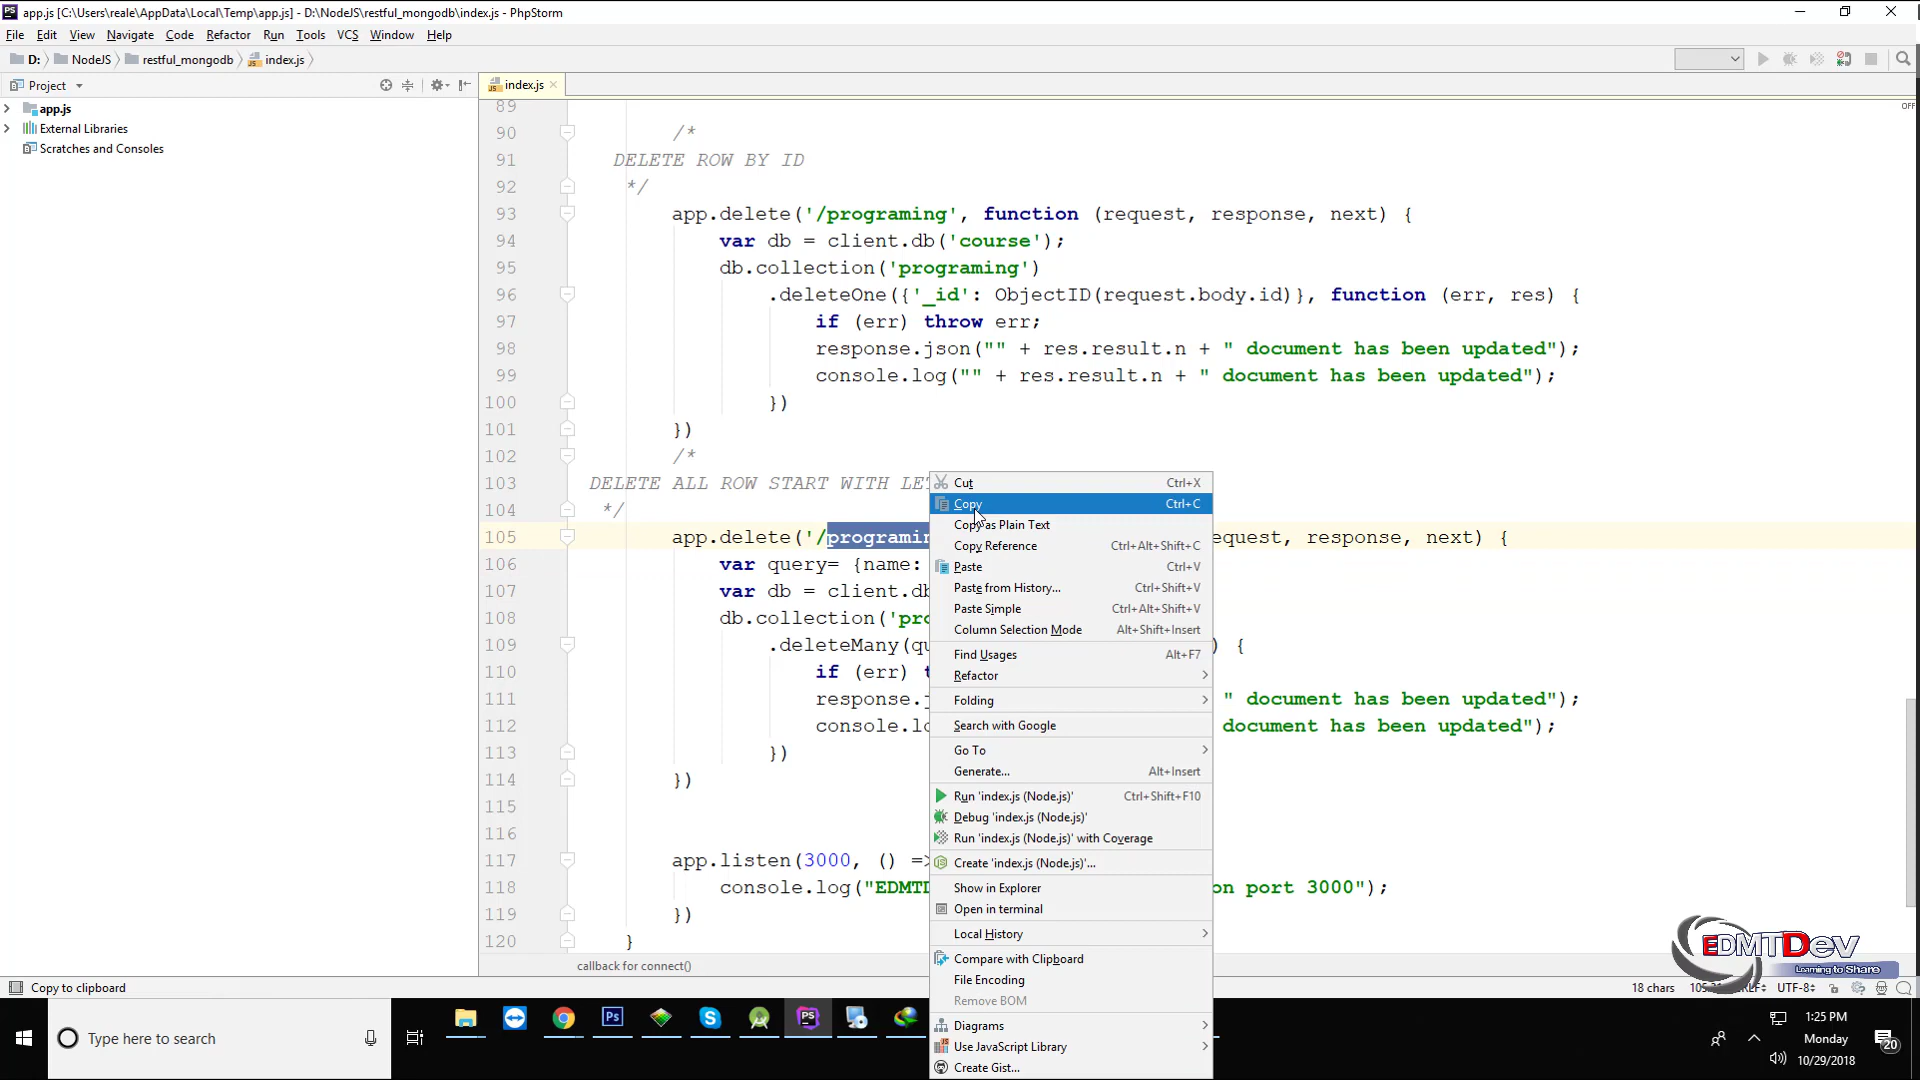 app.js [C:\Users\reale\AppData\Local\Temp\app.js] - D:\NodeJS\restful_mongodb\index.js - PhpStorm
File Edit View Navigate Code Refactor Run Tools VCS Window Help
D: NodeJS restful_mongodb index.js
Project
index.js
app.js
External Libraries
Scratches and Consoles
OFF
89
90 /*
91 DELETE ROW BY ID
92 */
93 app.delete('/programing', function (request, response, next) {
94 var db = client.db('course');
95 db.collection('programing')
96 .deleteOne({'_id': ObjectID(request.body.id)}, function (err, res) {
97 if (err) throw err;
98 response.json("" + res.result.n + " document has been updated");
99 console.log("" + res.result.n + " document has been updated");
100 })
101 })
102 /*
103 DELETE ALL ROW START WITH LET
104 */
105 app.delete('/programin equest, response, next) {
106 var query= {name:
107 var db = client.db
108 db.collection('pro
109 .deleteMany(qu ) {
110 if (err) t
111 response.j " document has been updated");
112 console.lo document has been updated");
113 })
114 })
115
116
117 app.listen(3000, () =>
118 console.log("EDMTD on port 3000");
119 })
120 }
callback for connect()
Cut Ctrl+X
Copy Ctrl+C
Copy as Plain Text
Copy Reference Ctrl+Alt+Shift+C
Paste Ctrl+V
Paste from History... Ctrl+Shift+V
Paste Simple Ctrl+Alt+Shift+V
Column Selection Mode Alt+Shift+Insert
Find Usages Alt+F7
Refactor
Folding
Search with Google
Go To
Generate... Alt+Insert
Run 'index.js (Node.js)' Ctrl+Shift+F10
Debug 'index.js (Node.js)'
Run 'index.js (Node.js)' with Coverage
Create 'index.js (Node.js)'...
Show in Explorer
Open in terminal
Local History
Compare with Clipboard
File Encoding
Remove BOM
Diagrams
Use JavaScript Library
Create Gist...
EDMTDev
Learning to Share
Copy to clipboard
18 chars UTF-8
Type here to search
1:25 PM
Monday
10/29/2018
20